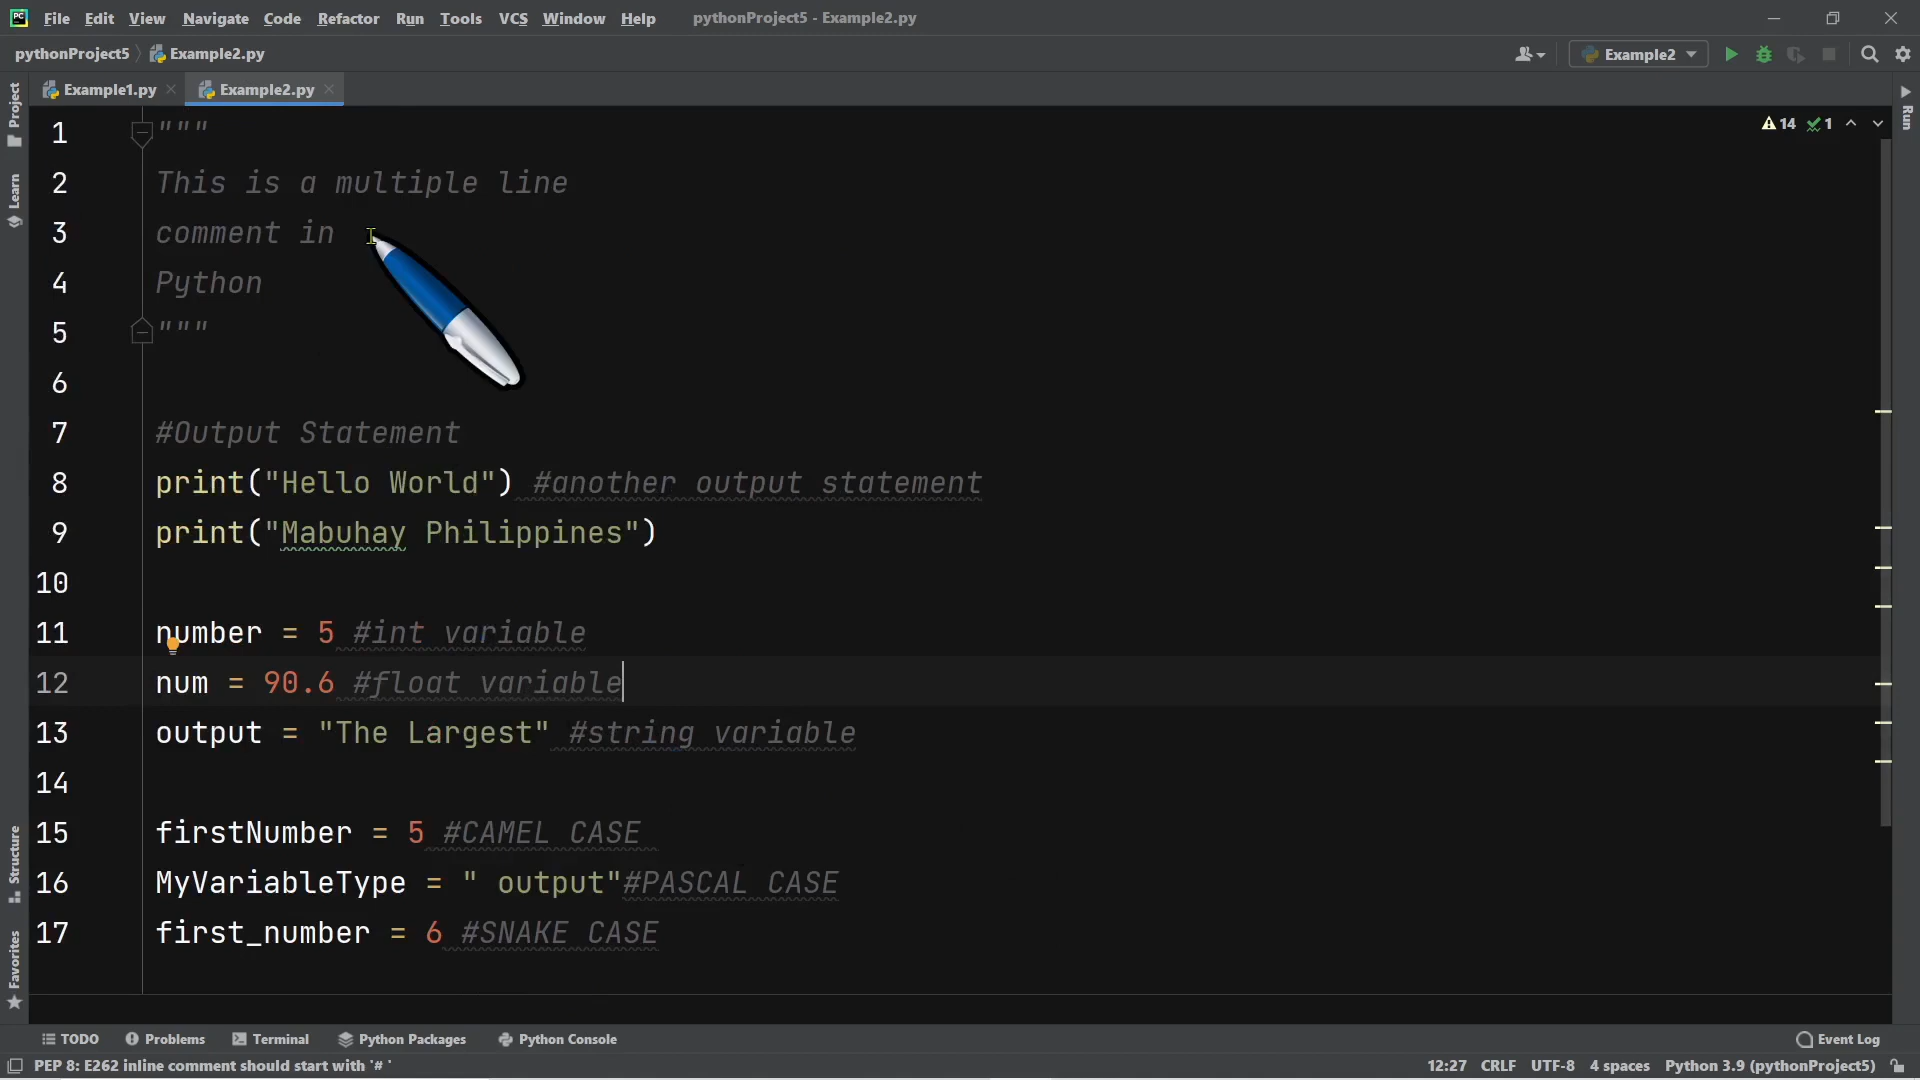 File Edit View Navigate Code Refactor Run Tools VCS Window Help pythonProject5 - Example2.py
pythonProject5 Example2.py Example2
Example1.py Example2.py
14 1
Project
Learn
Structure
Favorites
Run
1 """
2 This is a multiple line
3 comment in
4 Python
5 """
6
7 #Output Statement
8 print("Hello World") #another output statement
9 print("Mabuhay Philippines")
10
11 number = 5 #int variable
12 num = 90.6 #float variable
13 output = "The Largest" #string variable
14
15 firstNumber = 5 #CAMEL CASE
16 MyVariableType = " output"#PASCAL CASE
17 first_number = 6 #SNAKE CASE
TODO Problems Terminal Python Packages Python Console Event Log
PEP 8: E262 inline comment should start with '# ' 12:27 CRLF UTF-8 4 spaces Python 3.9 (pythonProject5)